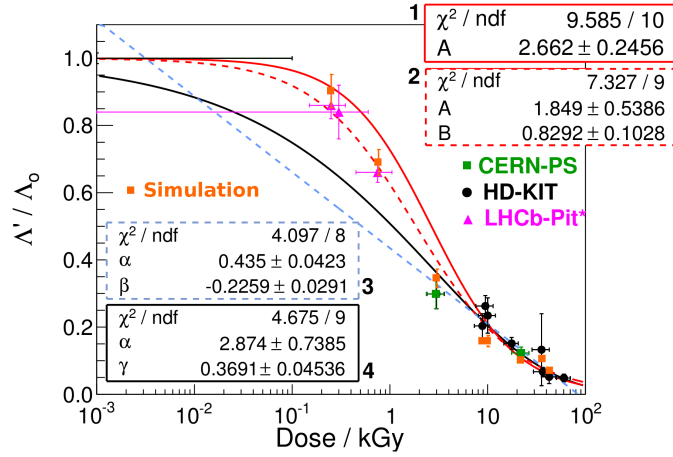 1
χ² / ndf 9.585 / 10
A 2.662 ± 0.2456
2
χ² / ndf 7.327 / 9
A 1.849 ± 0.5386
B 0.8292 ± 0.1028
CERN-PS
HD-KIT
LHCb-Pit*
Simulation
χ² / ndf 4.097 / 8
α 0.435 ± 0.0423
β -0.2259 ± 0.0291
3
χ² / ndf 4.675 / 9
α 2.874 ± 0.7385
γ 0.3691 ± 0.04536
4
Λ' / Λ₀
1.0
0.8
0.6
0.4
0.2
0.0
10⁻³ 10⁻² 10⁻¹ 1 10 10²
Dose / kGy